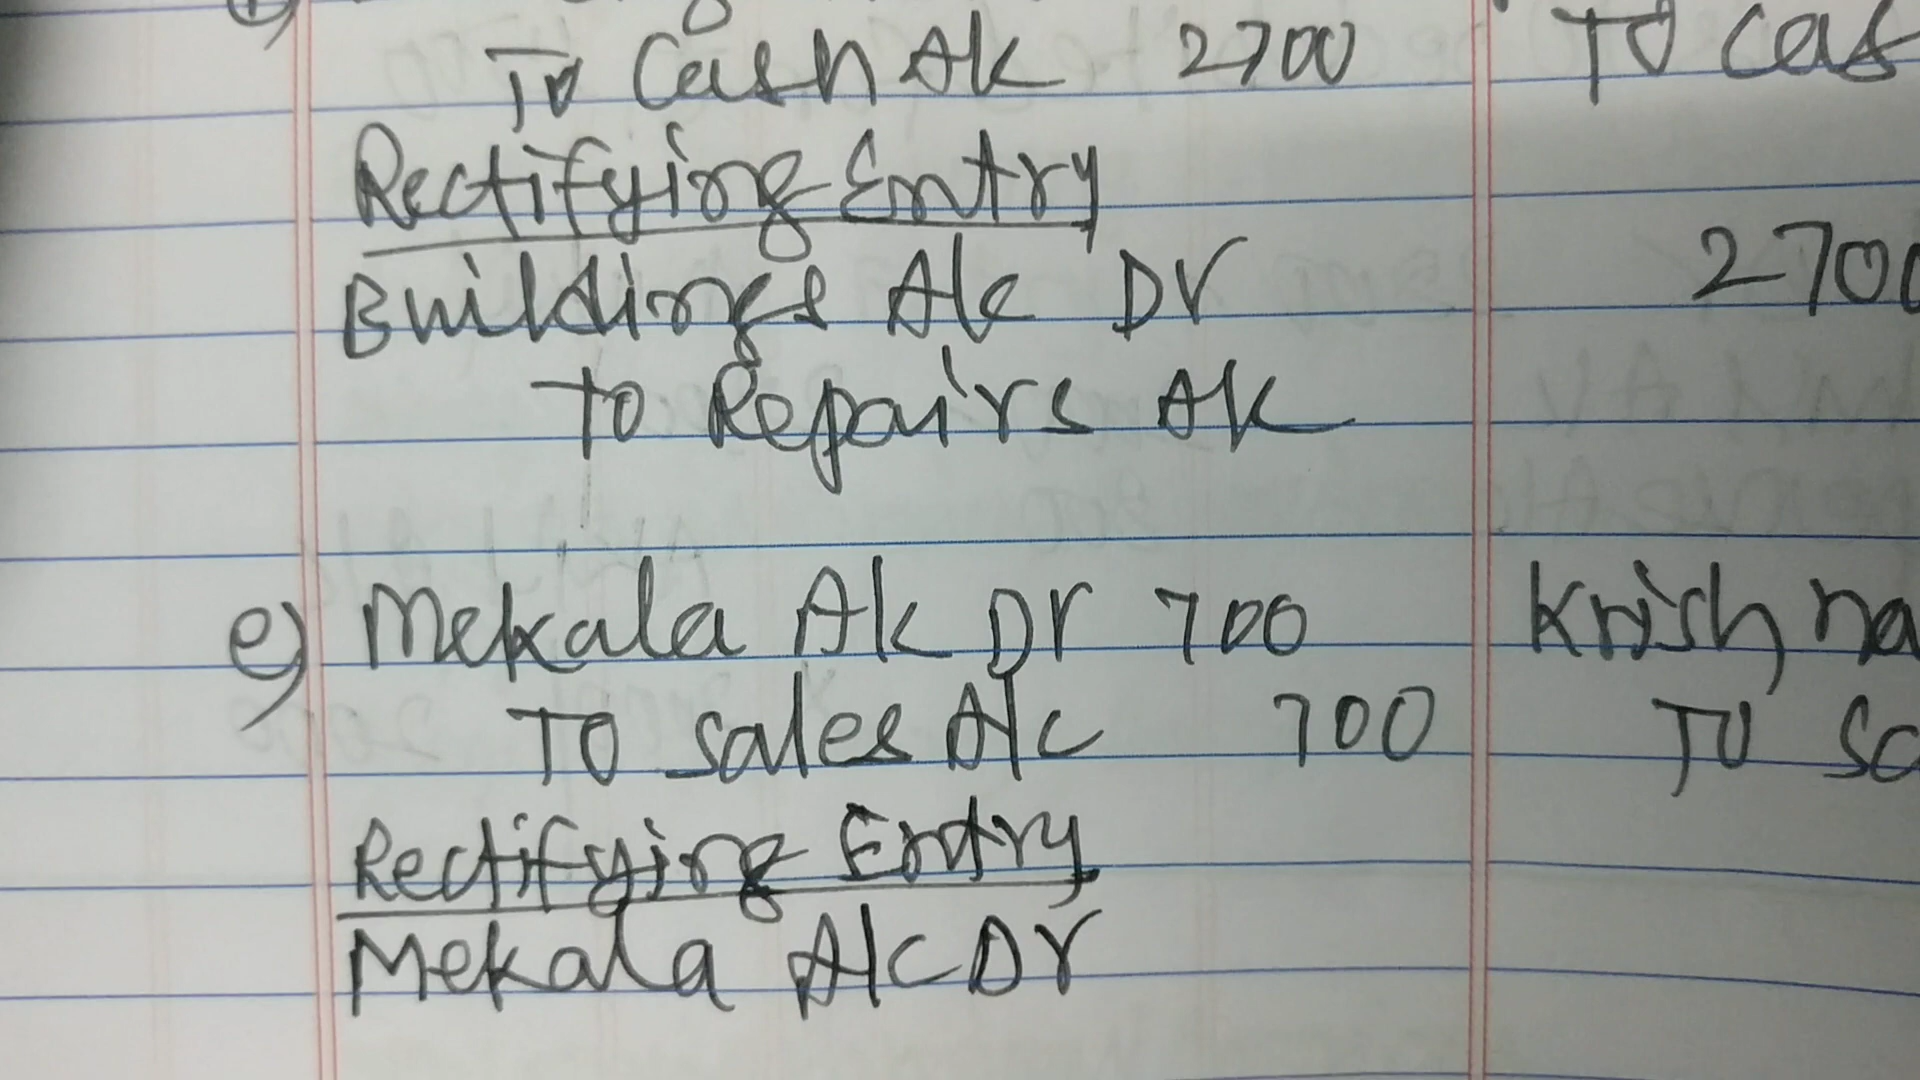 To Cash A/c 2700
To Cas
Rectifying Entry
Buildings A/c Dr 2700
To Repairs A/c
e) Mekala A/c Dr 700 Krishna
To sales A/c 700 To Sa
Rectifying Entry
Mekala A/c Dr